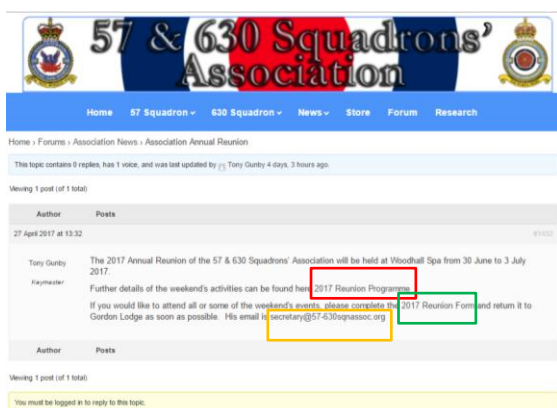 57 & 630 Squadrons'
Association
Home 57 Squadron 630 Squadron News Store Forum Research
Home › Forums › Association News › Association Annual Reunion
This topic contains 0 replies, has 1 voice, and was last updated by Tony Gunby 4 days, 3 hours ago.
Viewing 1 post (of 1 total)
Author Posts
27 April 2017 at 13:32
Tony Gunby
Keymaster
The 2017 Annual Reunion of the 57 & 630 Squadrons' Association will be held at Woodhall Spa from 30 June to 3 July
2017.
Further details of the weekend's activities can be found here 2017 Reunion Programme
If you would like to attend all or some of the weekend's events, please complete the 2017 Reunion Form and return it to
Gordon Lodge as soon as possible. His email is secretary@57-630sqnassoc.org
Author Posts
Viewing 1 post (of 1 total)
You must be logged in to reply to this topic.